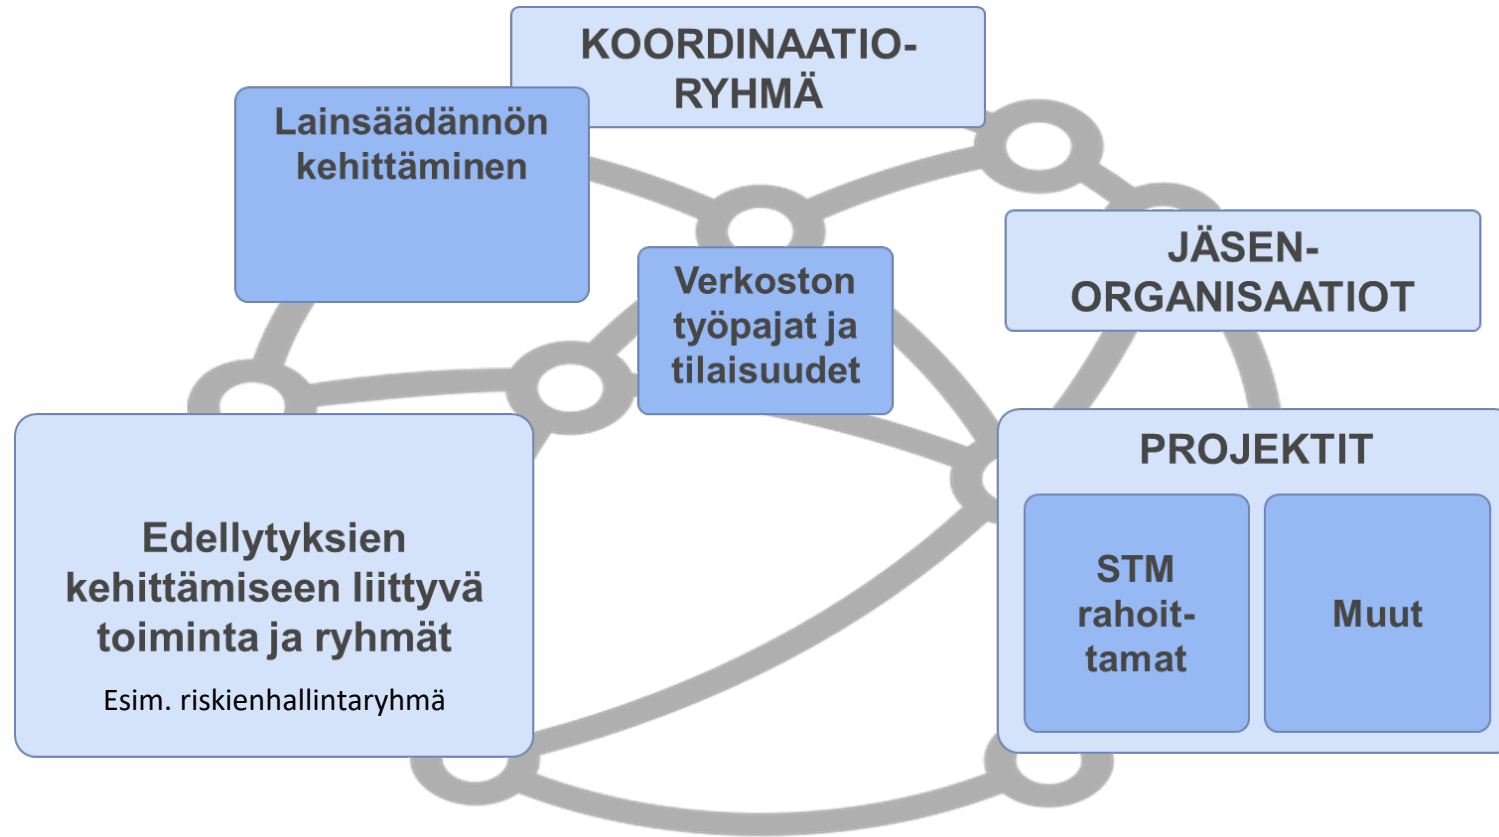 KOORDINAATIO-
RYHMÄ
Lainsäädännön
kehittäminen
Verkoston
työpajat ja
tilaisuudet
JÄSEN-
ORGANISAATIOT
Edellytyksien
kehittämiseen liittyvä
toiminta ja ryhmät
Esim. riskienhallintaryhmä
PROJEKTIT
STM
rahoit-
tamat
Muut